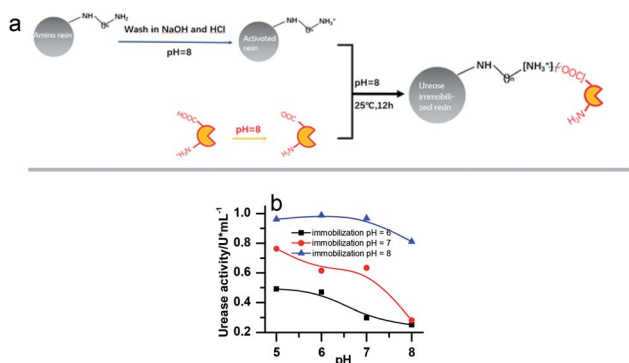 a
NH
NH₂
Amino resin
Wash in NaOH and HCl
pH=8
NH
NH₃⁺
Activated
resin
HOOC
⁺H₃N
pH=8
⁻OOC
H₂N
pH=8
25℃,12h
Urease
immobili-
zed resin
NH
[NH₃⁺]
{⁻OOC}
H₂N
b
Urease activity/U*mL⁻¹
1.0
0.8
0.6
0.4
0.2
immobilization pH = 6
immobilization pH = 7
immobilization pH = 8
5 6 7 8
pH